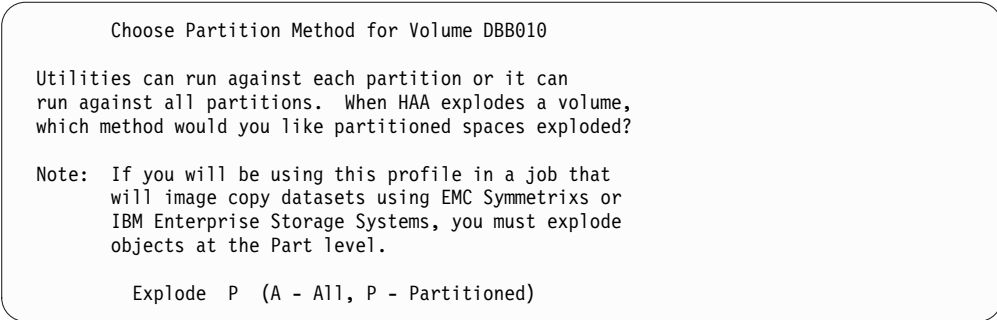 Choose Partition Method for Volume DBB010
Utilities can run against each partition or it can
run against all partitions. When HAA explodes a volume,
which method would you like partitioned spaces exploded?
Note: If you will be using this profile in a job that
will image copy datasets using EMC Symmetrixs or
IBM Enterprise Storage Systems, you must explode
objects at the Part level.
Explode P (A - All, P - Partitioned)